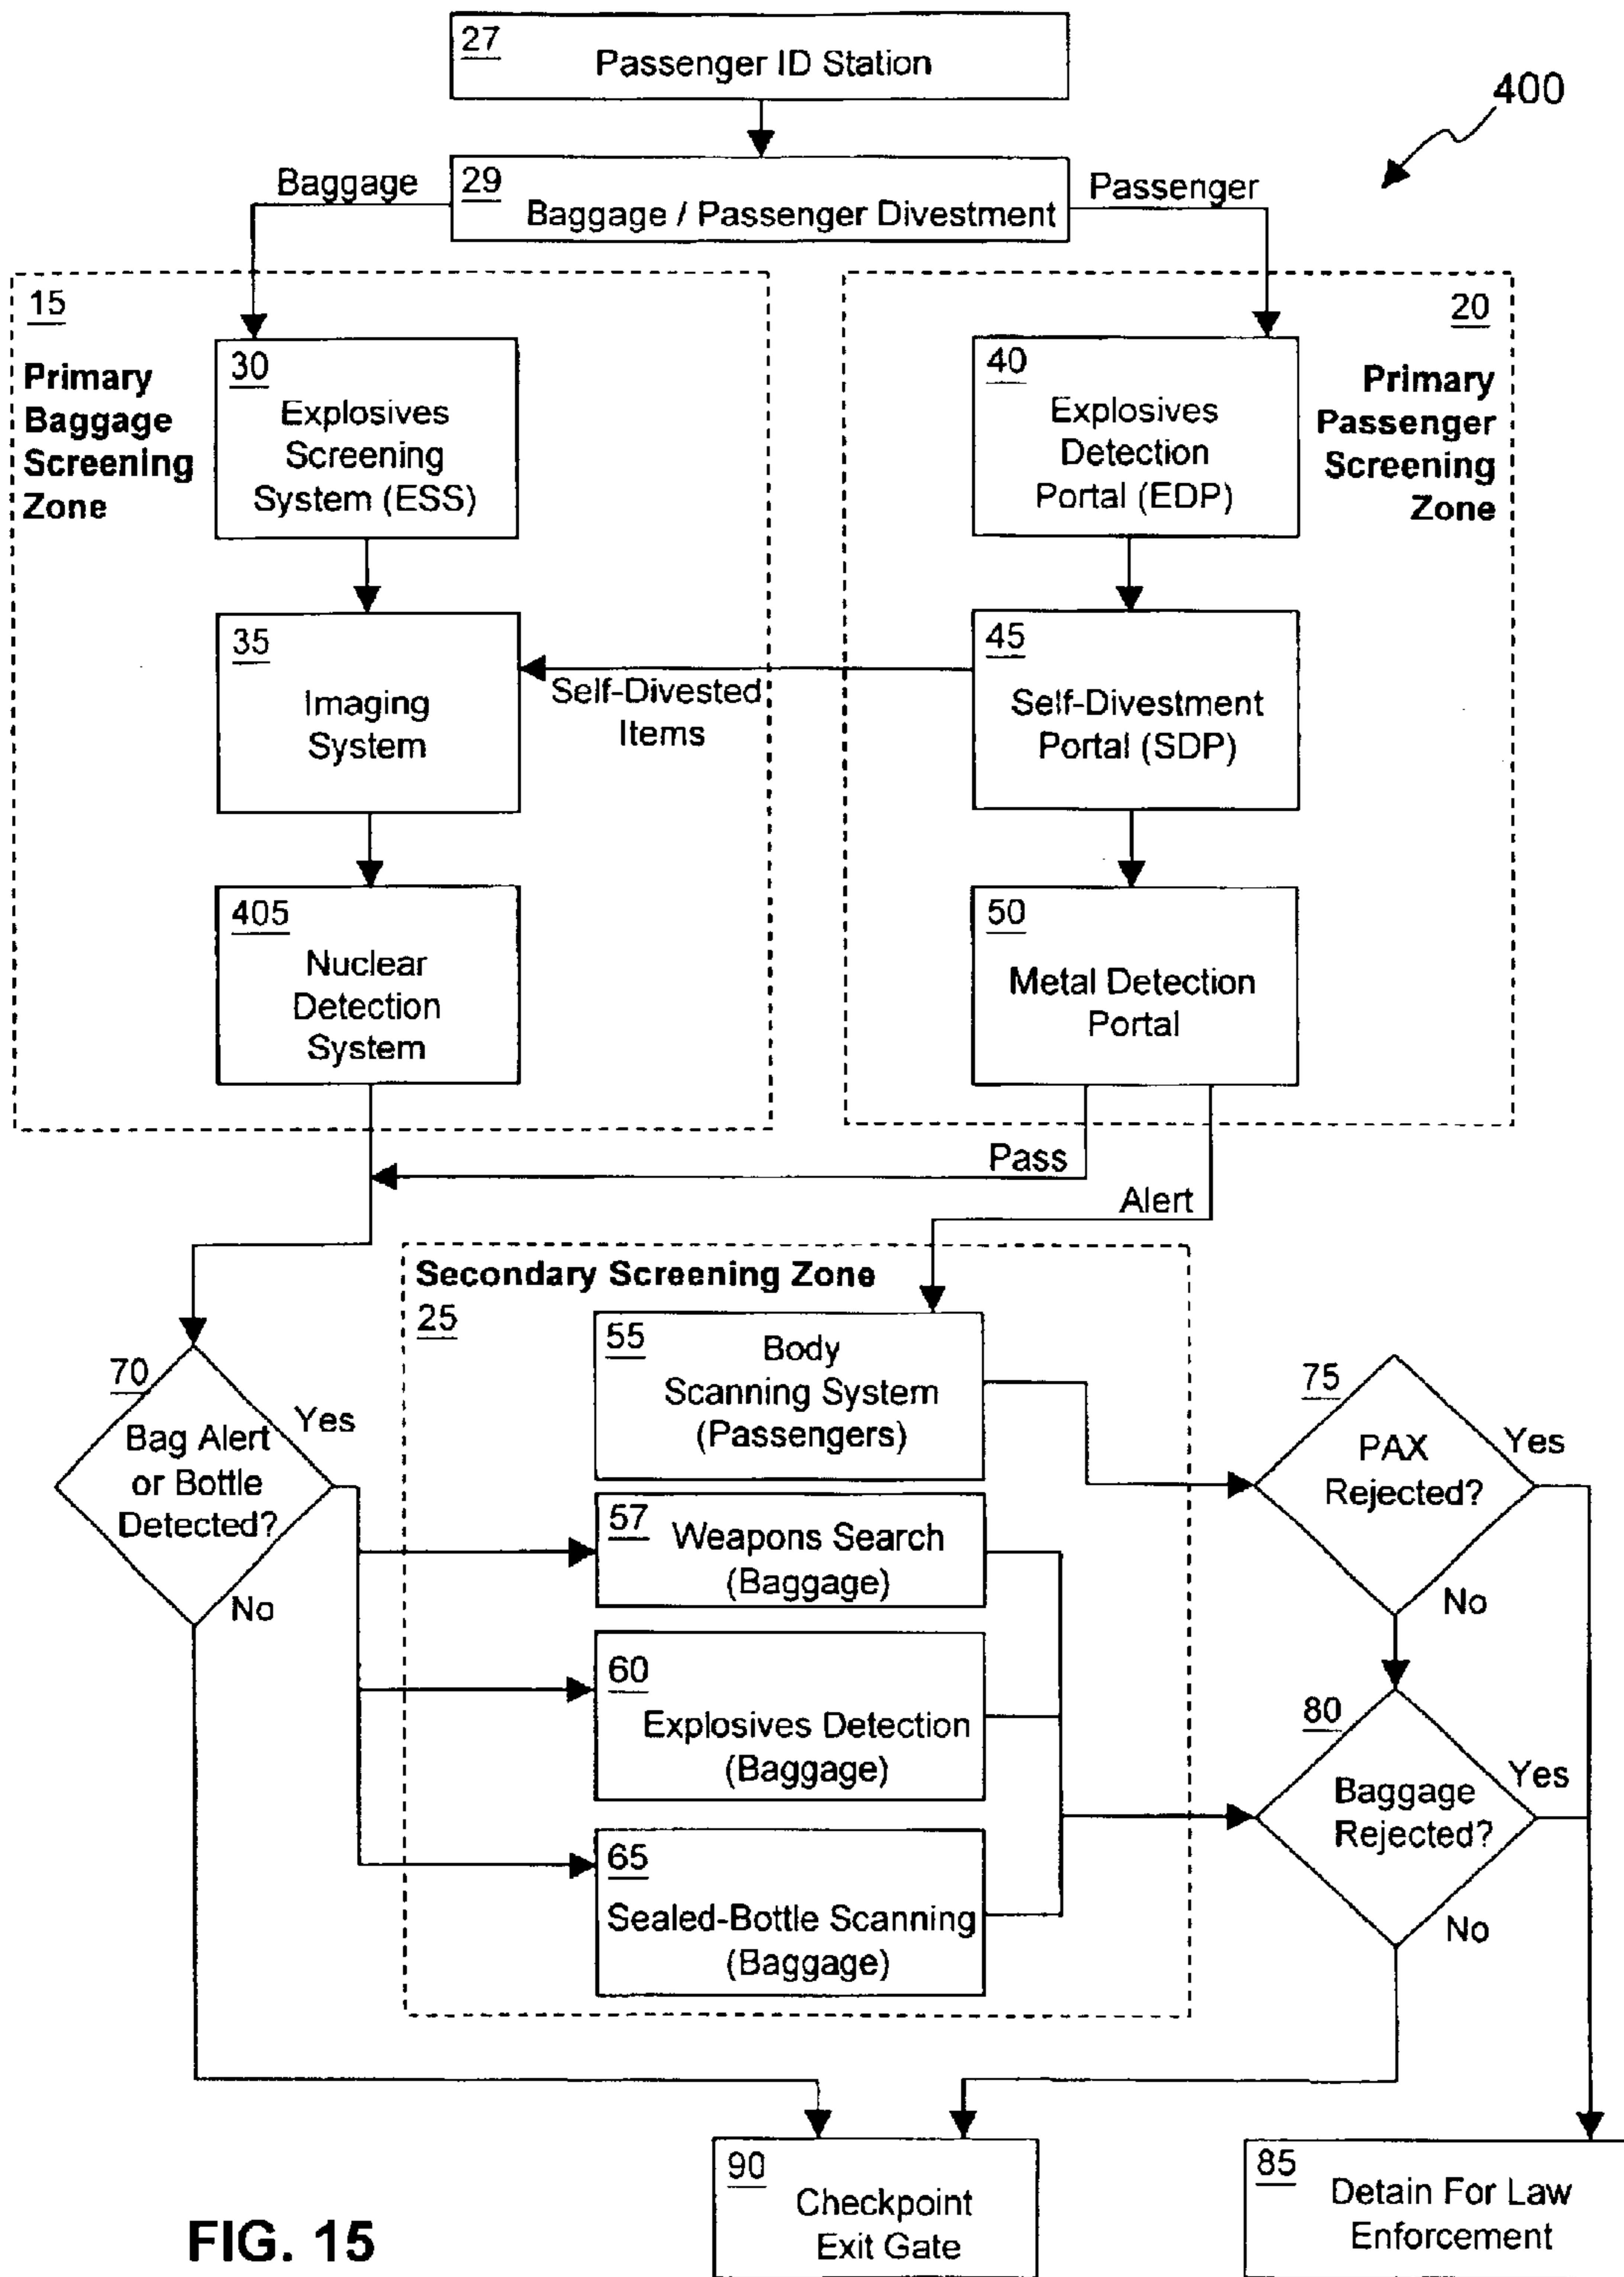 27
Passenger ID Station
400
Baggage
29
Baggage / Passenger Divestment
Passenger
15
Primary
Baggage
Screening
Zone
30
Explosives
Screening
System (ESS)
40
Explosives
Detection
Portal (EDP)
20
Primary
Passenger
Screening
Zone
35
Imaging
System
Self-Divested
Items
45
Self-Divestment
Portal (SDP)
405
Nuclear
Detection
System
50
Metal Detection
Portal
Pass
Alert
Secondary Screening Zone
25
55
Body
Scanning System
(Passengers)
70
Bag Alert
or Bottle
Detected?
Yes
No
57
Weapons Search
(Baggage)
60
Explosives Detection
(Baggage)
65
Sealed-Bottle Scanning
(Baggage)
75
PAX
Rejected?
Yes
No
80
Baggage
Rejected?
Yes
No
90
Checkpoint
Exit Gate
85
Detain For Law
Enforcement
FIG. 15